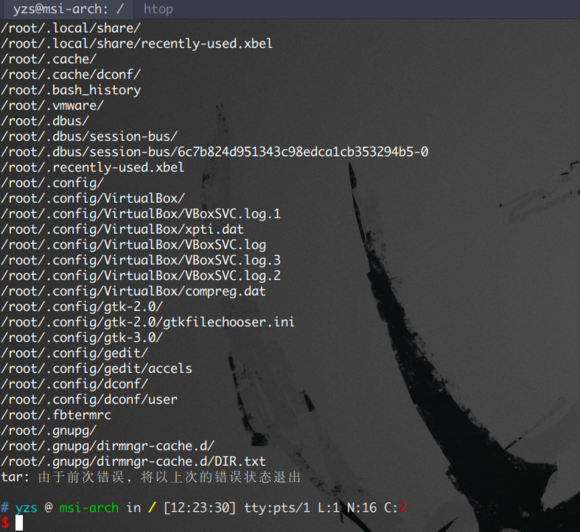 yzs@msi-arch: / htop
/root/.local/share/
/root/.local/share/recently-used.xbel
/root/.cache/
/root/.cache/dconf/
/root/.bash_history
/root/.vmware/
/root/.dbus/
/root/.dbus/session-bus/
/root/.dbus/session-bus/6c7b824d951343c98edca1cb353294b5-0
/root/.recently-used.xbel
/root/.config/
/root/.config/VirtualBox/
/root/.config/VirtualBox/VBoxSVC.log.1
/root/.config/VirtualBox/xpti.dat
/root/.config/VirtualBox/VBoxSVC.log
/root/.config/VirtualBox/VBoxSVC.log.3
/root/.config/VirtualBox/VBoxSVC.log.2
/root/.config/VirtualBox/compreg.dat
/root/.config/gtk-2.0/
/root/.config/gtk-2.0/gtkfilechooser.ini
/root/.config/gtk-3.0/
/root/.config/gedit/
/root/.config/gedit/accels
/root/.config/dconf/
/root/.config/dconf/user
/root/.fbtermrc
/root/.gnupg/
/root/.gnupg/dirmngr-cache.d/
/root/.gnupg/dirmngr-cache.d/DIR.txt
tar: 由于前次错误，将以上次的错误状态退出
# yzs @ msi-arch in / [12:23:30] tty:pts/1 L:1 N:16 C:2
$